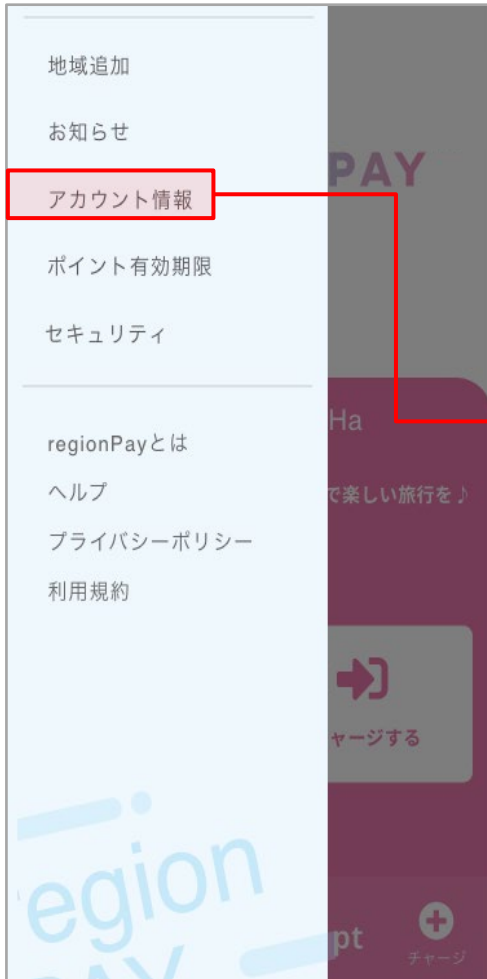 地域追加
お知らせ
アカウント情報
ポイント有効期限
セキュリティ
regionPayとは
ヘルプ
プライバシーポリシー
利用規約
PAY
Ha
で楽しい旅行を♪
ャージする
egion
PAY
pt
チャージ